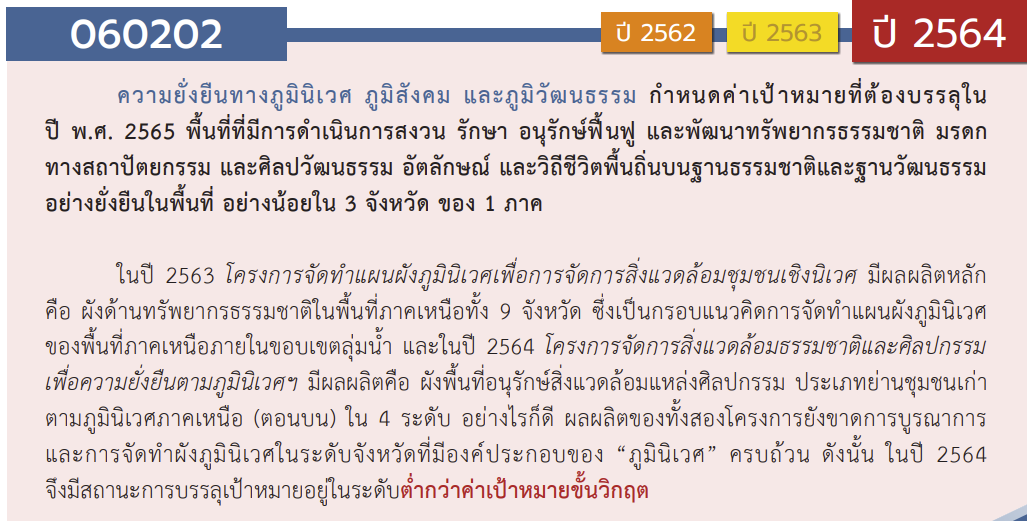 060202
ปี 2562
ปี 2563
ปี 2564
ความยั่งยืนทางภูมินิเวศ ภูมิสังคม และภูมิวัฒนธรรม กำหนดค่าเป้าหมายที่ต้องบรรลุใน
ปี พ.ศ. 2565 พื้นที่ที่มีการดำเนินการสงวน รักษา อนุรักษ์ฟื้นฟู และพัฒนาทรัพยากรธรรมชาติ มรดก
ทางสถาปัตยกรรม และศิลปวัฒนธรรม อัตลักษณ์ และวิถีชีวิตพื้นถิ่นบนฐานธรรมชาติและฐานวัฒนธรรม
อย่างยั่งยืนในพื้นที่ อย่างน้อยใน 3 จังหวัด ของ 1 ภาค
ในปี 2563 โครงการจัดทำแผนผังภูมินิเวศเพื่อการจัดการสิ่งแวดล้อมชุมชนเชิงนิเวศ มีผลผลิตหลัก
คือ ผังด้านทรัพยากรธรรมชาติในพื้นที่ภาคเหนือทั้ง 9 จังหวัด ซึ่งเป็นกรอบแนวคิดการจัดทำแผนผังภูมินิเวศ
ของพื้นที่ภาคเหนือภายในขอบเขตลุ่มน้ำ และในปี 2564 โครงการจัดการสิ่งแวดล้อมธรรมชาติและศิลปกรรม
เพื่อความยั่งยืนตามภูมินิเวศฯ มีผลผลิตคือ ผังพื้นที่อนุรักษ์สิ่งแวดล้อมแหล่งศิลปกรรม ประเภทย่านชุมชนเก่า
ตามภูมินิเวศภาคเหนือ (ตอนบน) ใน 4 ระดับ อย่างไรก็ดี ผลผลิตของทั้งสองโครงการยังขาดการบูรณาการ
และการจัดทำผังภูมินิเวศในระดับจังหวัดที่มีองค์ประกอบของ “ภูมินิเวศ” ครบถ้วน ดังนั้น ในปี 2564
จึงมีสถานะการบรรลุเป้าหมายอยู่ในระดับต่ำกว่าค่าเป้าหมายขั้นวิกฤต